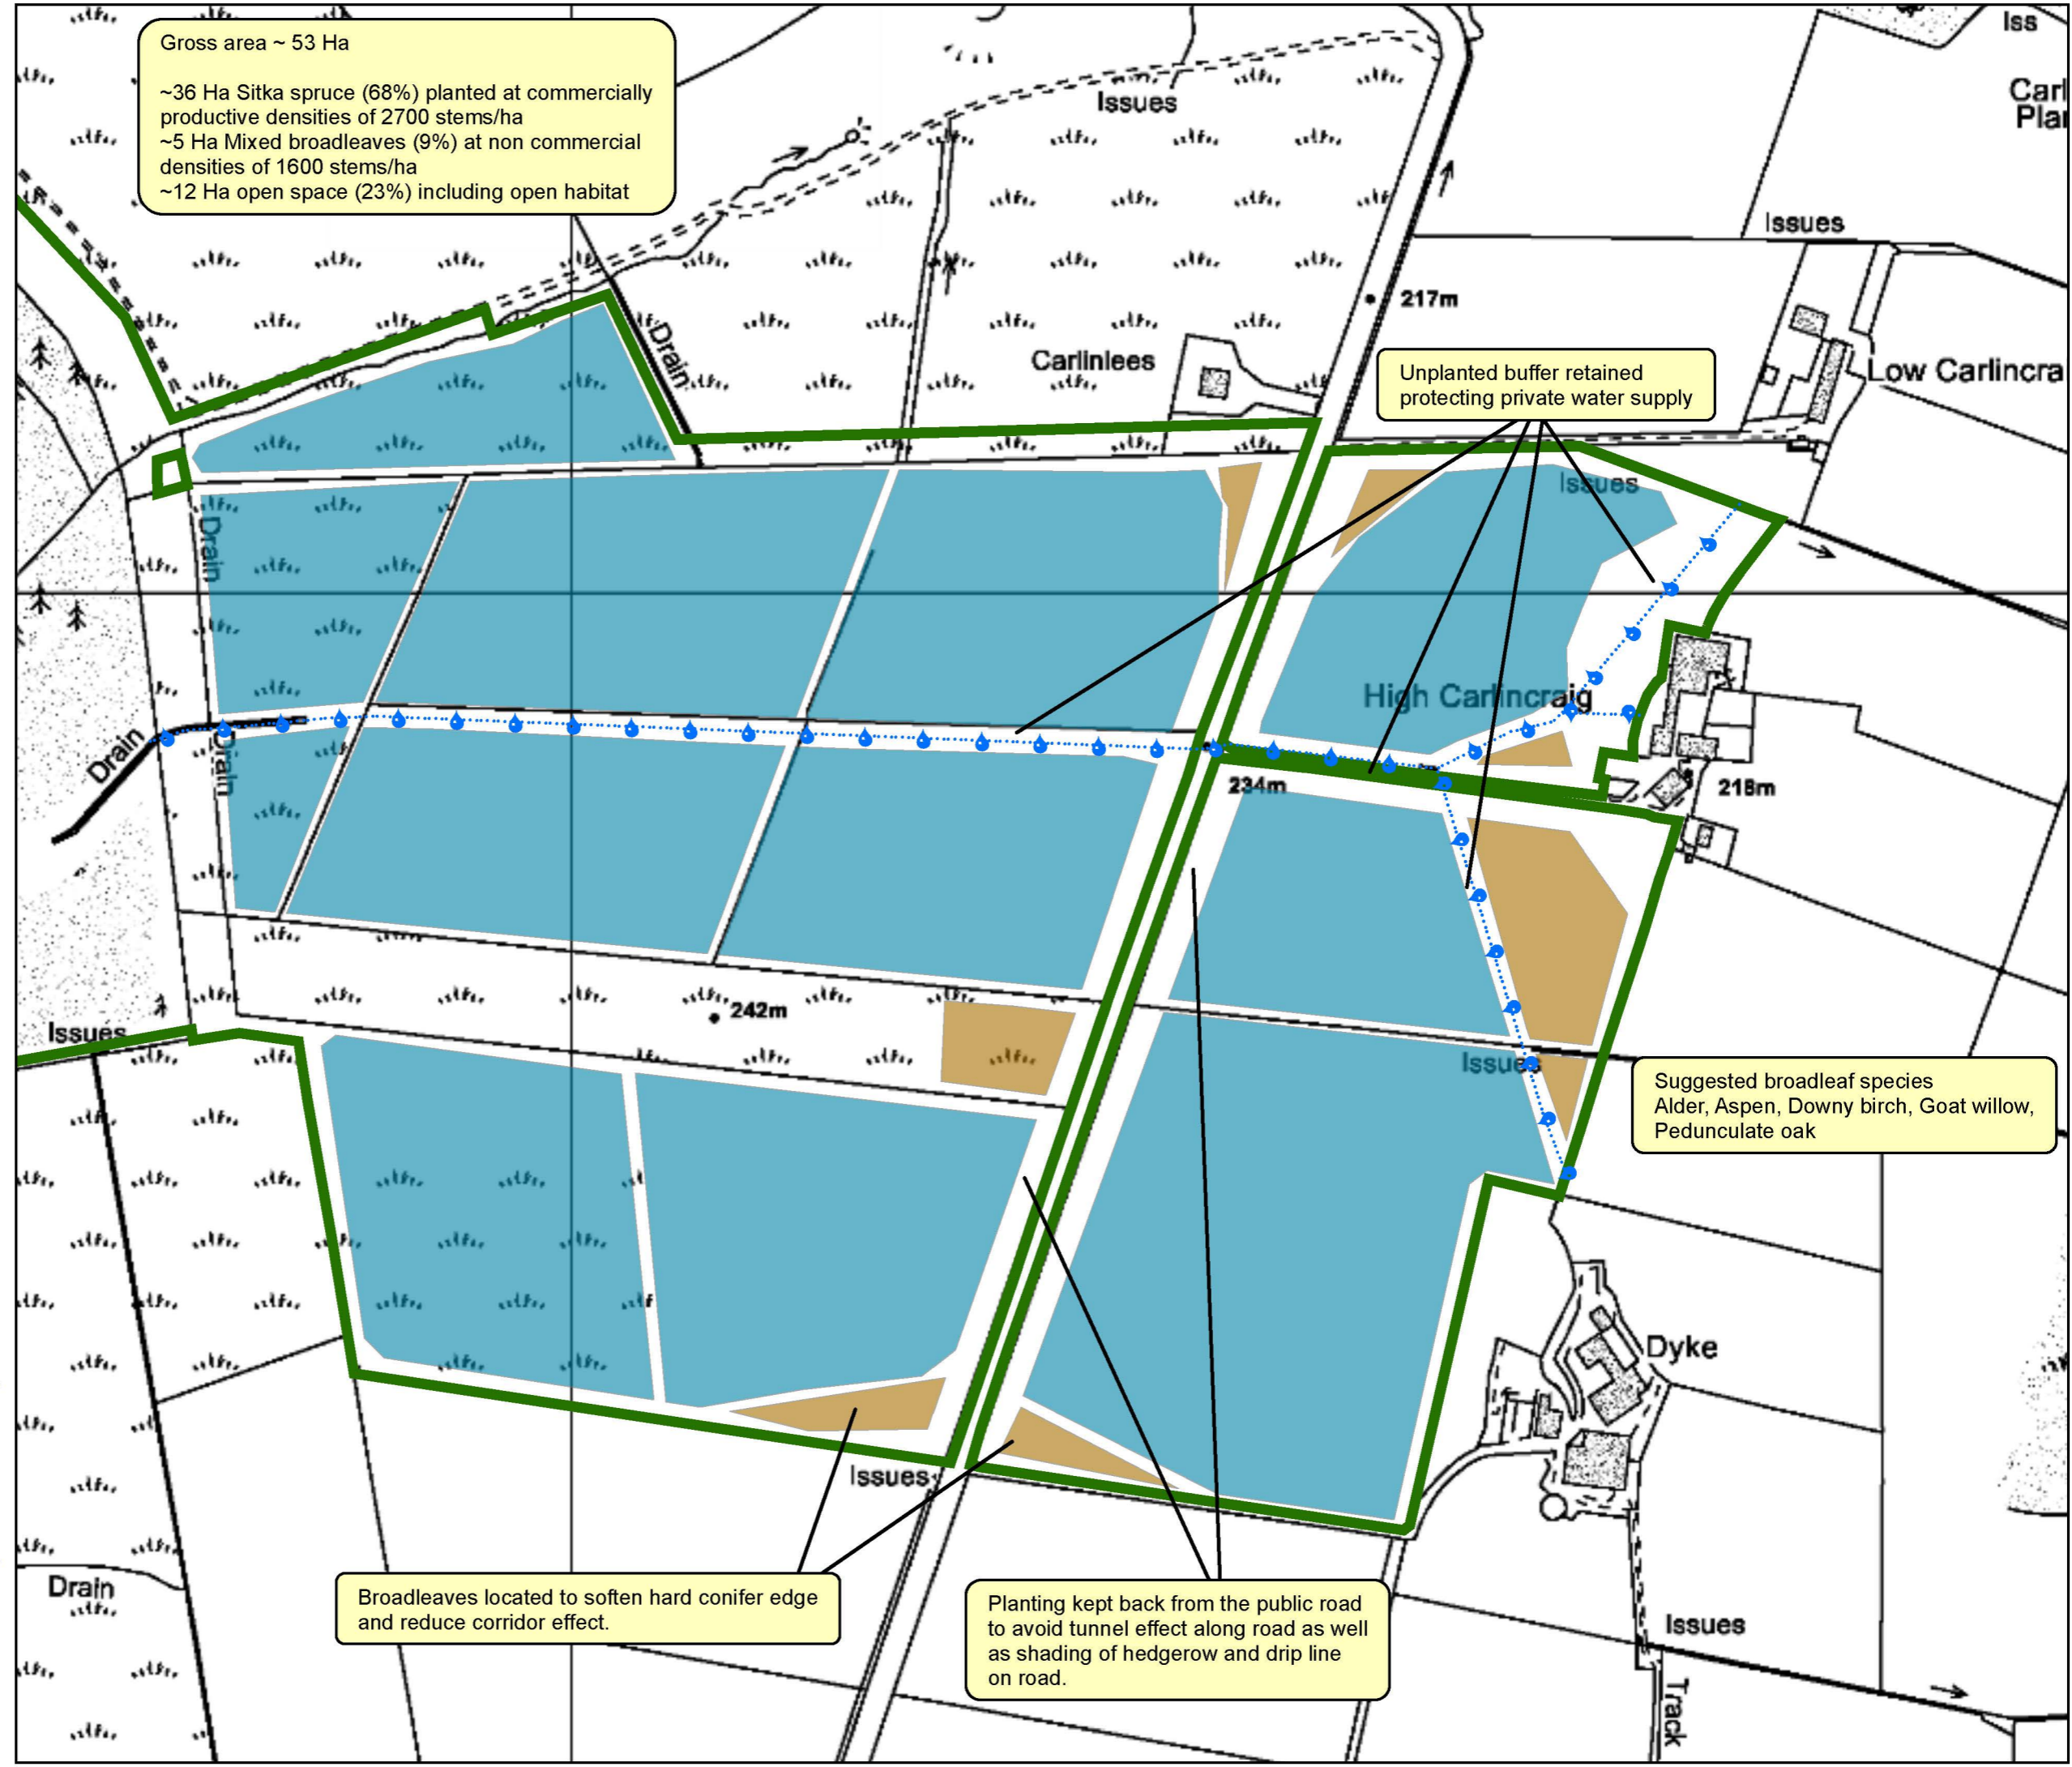 Gross area ~ 53 Ha
~36 Ha Sitka spruce (68%) planted at commercially
productive densities of 2700 stems/ha
~5 Ha Mixed broadleaves (9%) at non commercial
densities of 1600 stems/ha
~12 Ha open space (23%) including open habitat
Iss
Carl
Plan
Issues
Issues
217m
Drain
Carlinlees
Unplanted buffer retained
protecting private water supply
Low Carlincra
Issues
Drain
High Carlincraig
Drain
Drain
234m
218m
242m
Issues
Issues
Suggested broadleaf species
Alder, Aspen, Downy birch, Goat willow,
Pedunculate oak
Dyke
Issues
Drain
Broadleaves located to soften hard conifer edge
and reduce corridor effect.
Planting kept back from the public road
to avoid tunnel effect along road as well
as shading of hedgerow and drip line
on road.
Issues
Track